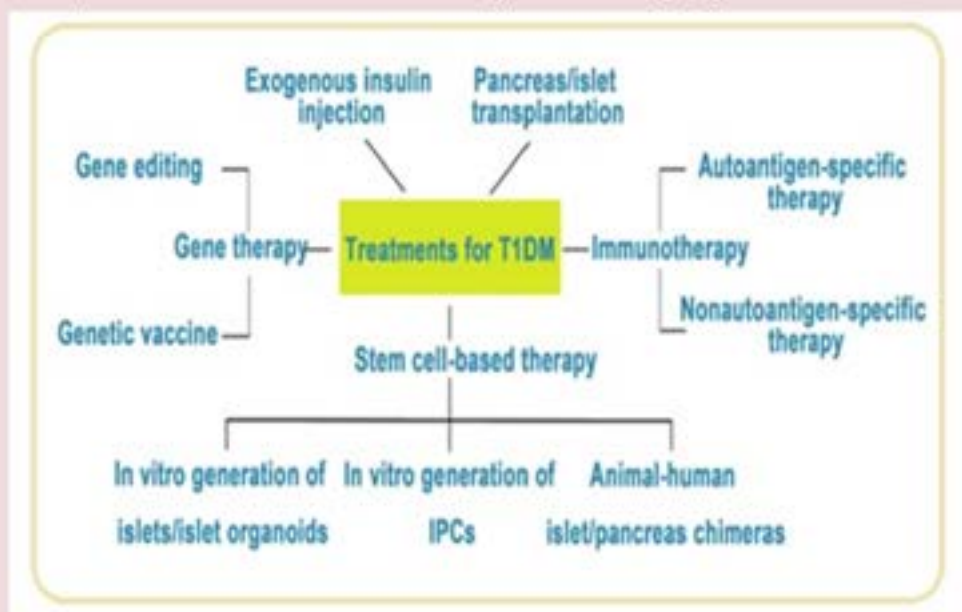 Exogenous insulin
injection
Pancreas/islet
transplantation
Gene editing
Autoantigen-specific
therapy
Gene therapy
Treatments for T1DM
Immunotherapy
Genetic vaccine
Nonautoantigen-specific
therapy
Stem cell-based therapy
In vitro generation of
islets/islet organoids
In vitro generation of
IPCs
Animal-human
islet/pancreas chimeras